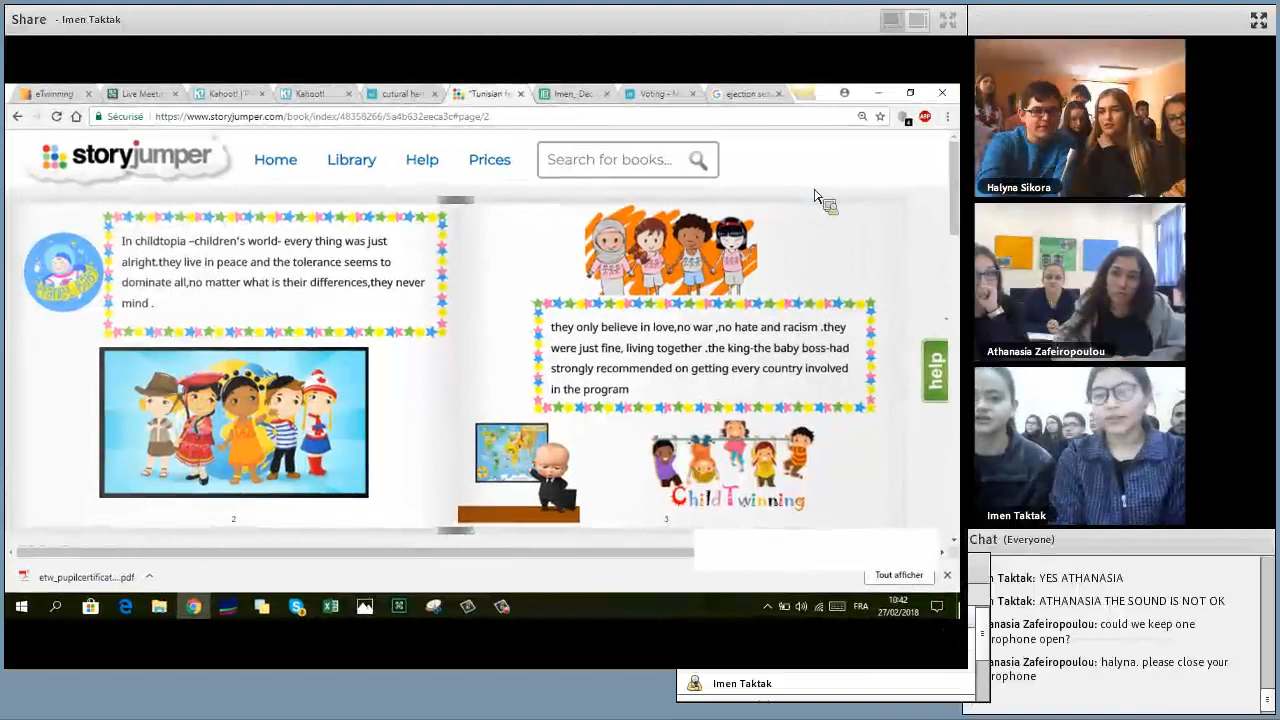 Share - Imen Taktak
eTwinning
Live Meeti
Kahoot! | P
Kahoot!
cutural he
"Tunisian f
Imen_Dec
Voting – M
ejection se
Sécurisé https://www.storyjumper.com/book/index/48358266/5a4b632eeca3c#page/2
storyjumper
Home Library Help Prices Search for books...
In childtopia –children's world- every thing was just
alright.they live in peace and the tolerance seems to
dominate all,no matter what is their differences,they never
mind .
2
they only believe in love,no war ,no hate and racism .they
were just fine, living together .the king-the baby boss-had
strongly recommended on getting every country involved
in the program
ChildTwinning
3
help
etw_pupilcertificat....pdf
Tout afficher
FRA
10:42
27/02/2018
Imen Taktak
Halyna Sikora
Athanasia Zafeiropoulou
Imen Taktak
Chat (Everyone)
n Taktak: YES ATHANASIA
n Taktak: ATHANASIA THE SOUND IS NOT OK
anasia Zafeiropoulou: could we keep one
rophone open?
anasia Zafeiropoulou: halyna. please close your
rophone